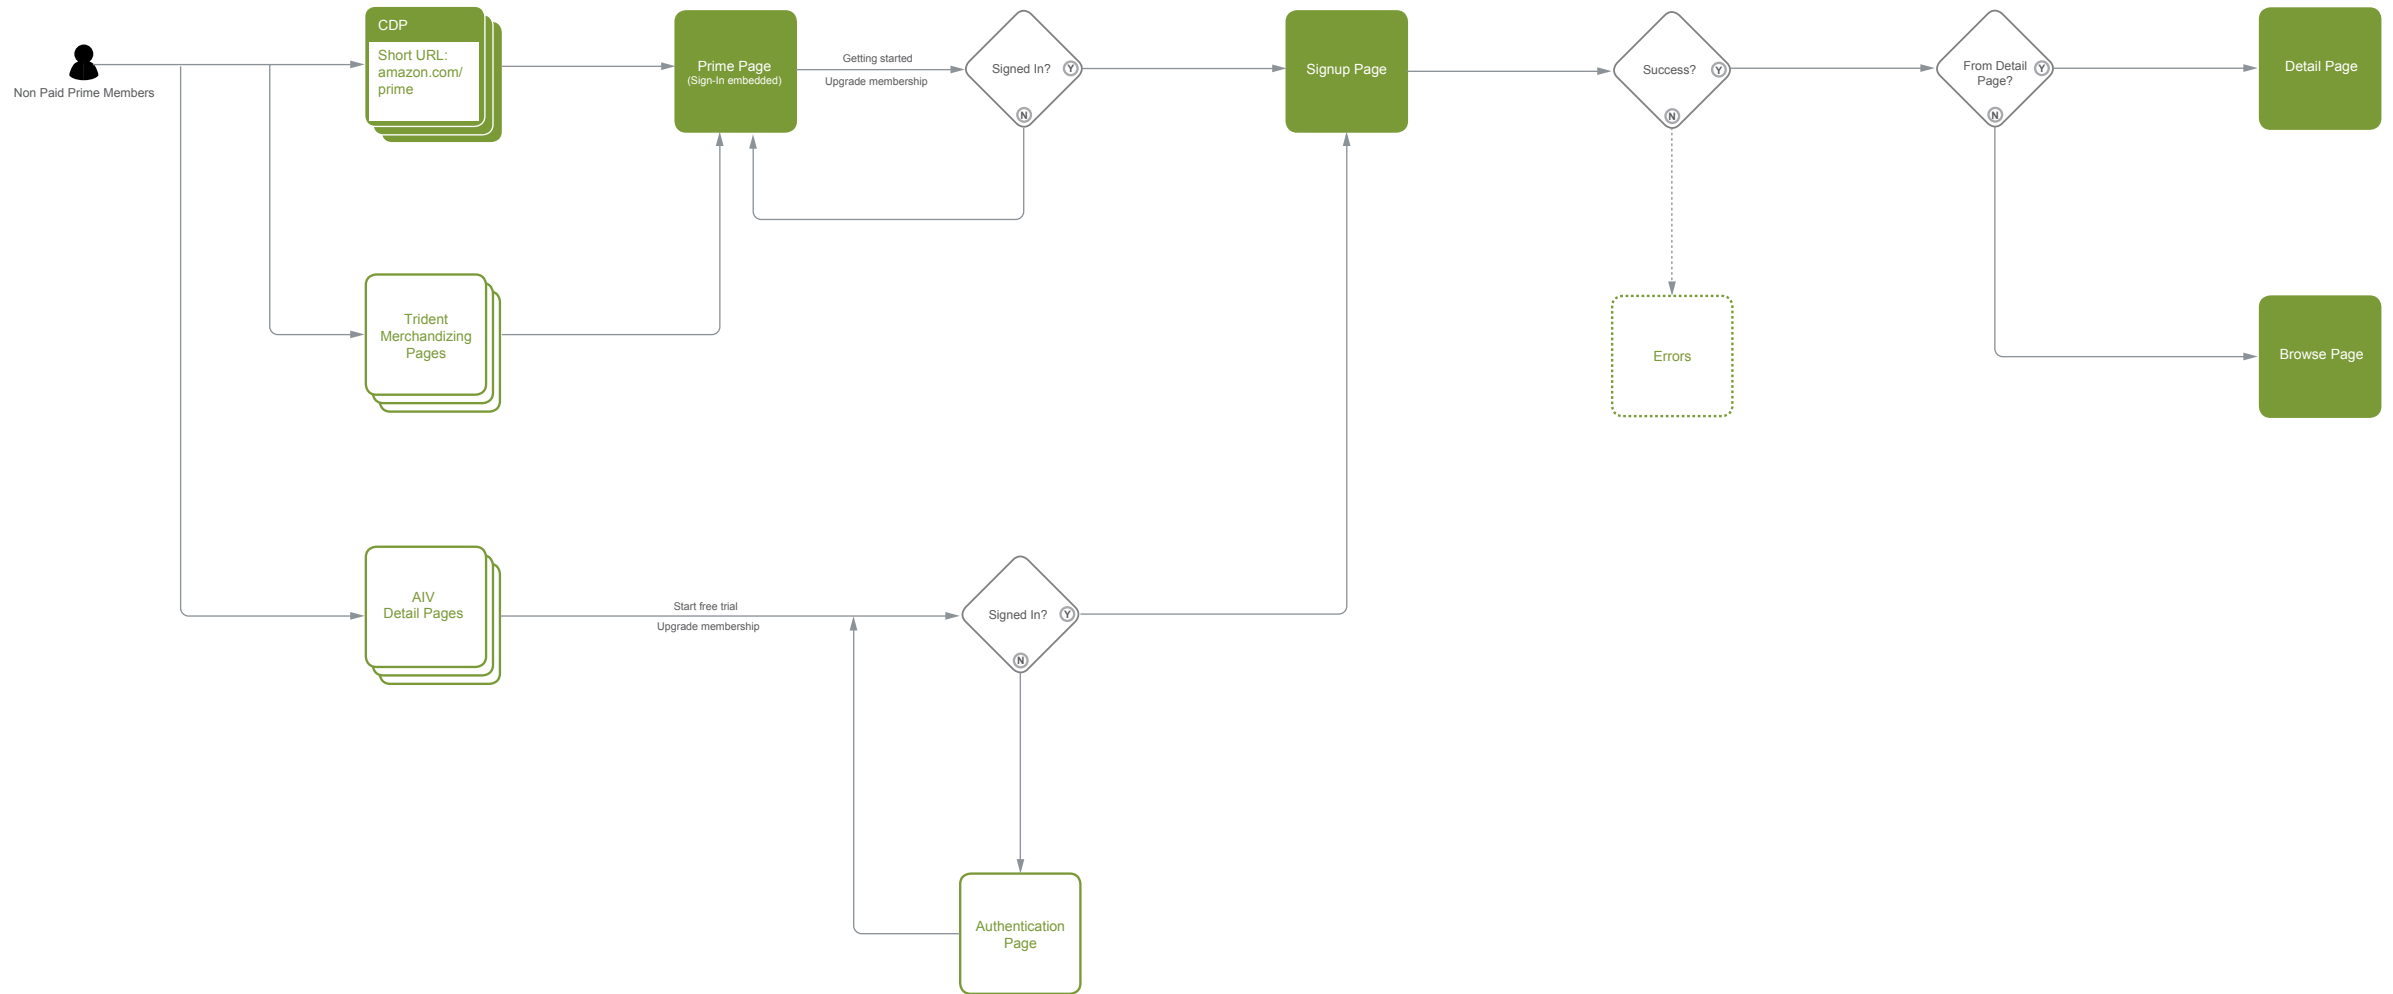 Non Paid Prime Members
CDP
Short URL:
amazon.com/
prime
Prime Page
(Sign-In embedded)
Getting started
Upgrade membership
Signed In?
Y
N
Signup Page
Success?
Y
N
From Detail
Page?
Y
N
Detail Page
Trident
Merchandizing
Pages
Errors
Browse Page
AIV
Detail Pages
Start free trial
Upgrade membership
Signed In?
Y
N
Authentication
Page